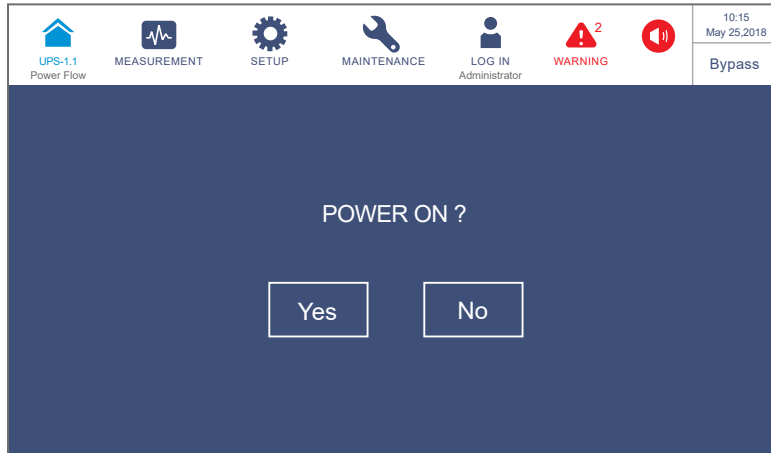 UPS-1.1
Power Flow
MEASUREMENT
SETUP
MAINTENANCE
LOG IN
Administrator
2
WARNING
10:15
May 25,2018
Bypass
POWER ON ?
Yes
No